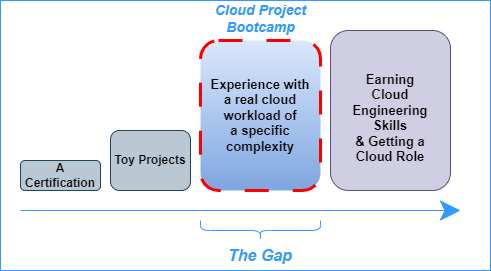 Cloud Project
Bootcamp
Experience with
a real cloud
workload of
a specific
complexity
Earning
Cloud
Engineering
Skills
& Getting a
Cloud Role
Toy Projects
A
Certification
The Gap